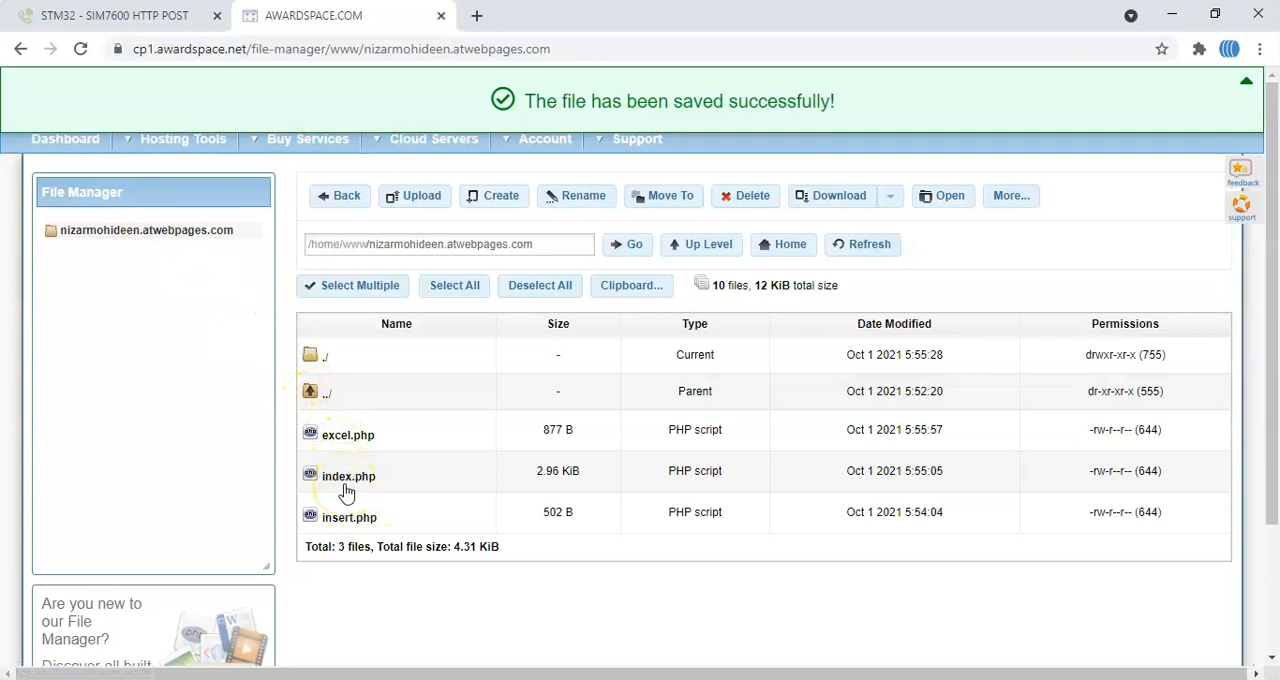 STM32 - SIM7600 HTTP POST
AWARDSPACE.COM
cp1.awardspace.net/file-manager/www/nizarmohideen.atwebpages.com
The file has been saved successfully!
Dashboard Hosting Tools Buy Services Cloud Servers Account Support
File Manager
nizarmohideen.atwebpages.com
Back Upload Create Rename Move To Delete Download Open More...
/home/www/nizarmohideen.atwebpages.com Go Up Level Home Refresh
Select Multiple Select All Deselect All Clipboard... 10 files, 12 KiB total size
Name Size Type Date Modified Permissions
./ - Current Oct 1 2021 5:55:28 drwxr-xr-x (755)
../ - Parent Oct 1 2021 5:52:20 dr-xr-xr-x (555)
excel.php 877 B PHP script Oct 1 2021 5:55:57 -rw-r--r-- (644)
index.php 2.96 KiB PHP script Oct 1 2021 5:55:05 -rw-r--r-- (644)
insert.php 502 B PHP script Oct 1 2021 5:54:04 -rw-r--r-- (644)
Total: 3 files, Total file size: 4.31 KiB
feedback
support
Are you new to
our File
Manager?
Discover all built